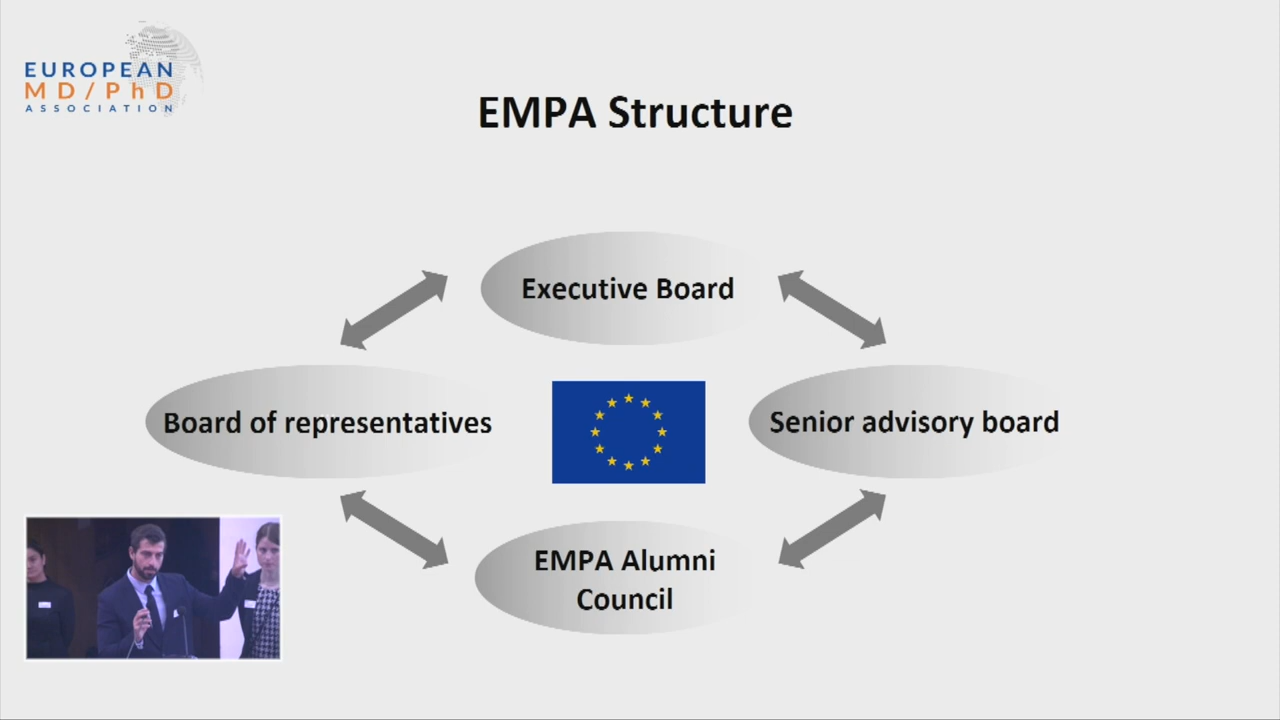 EUROPEAN
MD/PhD
ASSOCIATION
EMPA Structure
Executive Board
Board of representatives
Senior advisory board
EMPA Alumni
Council